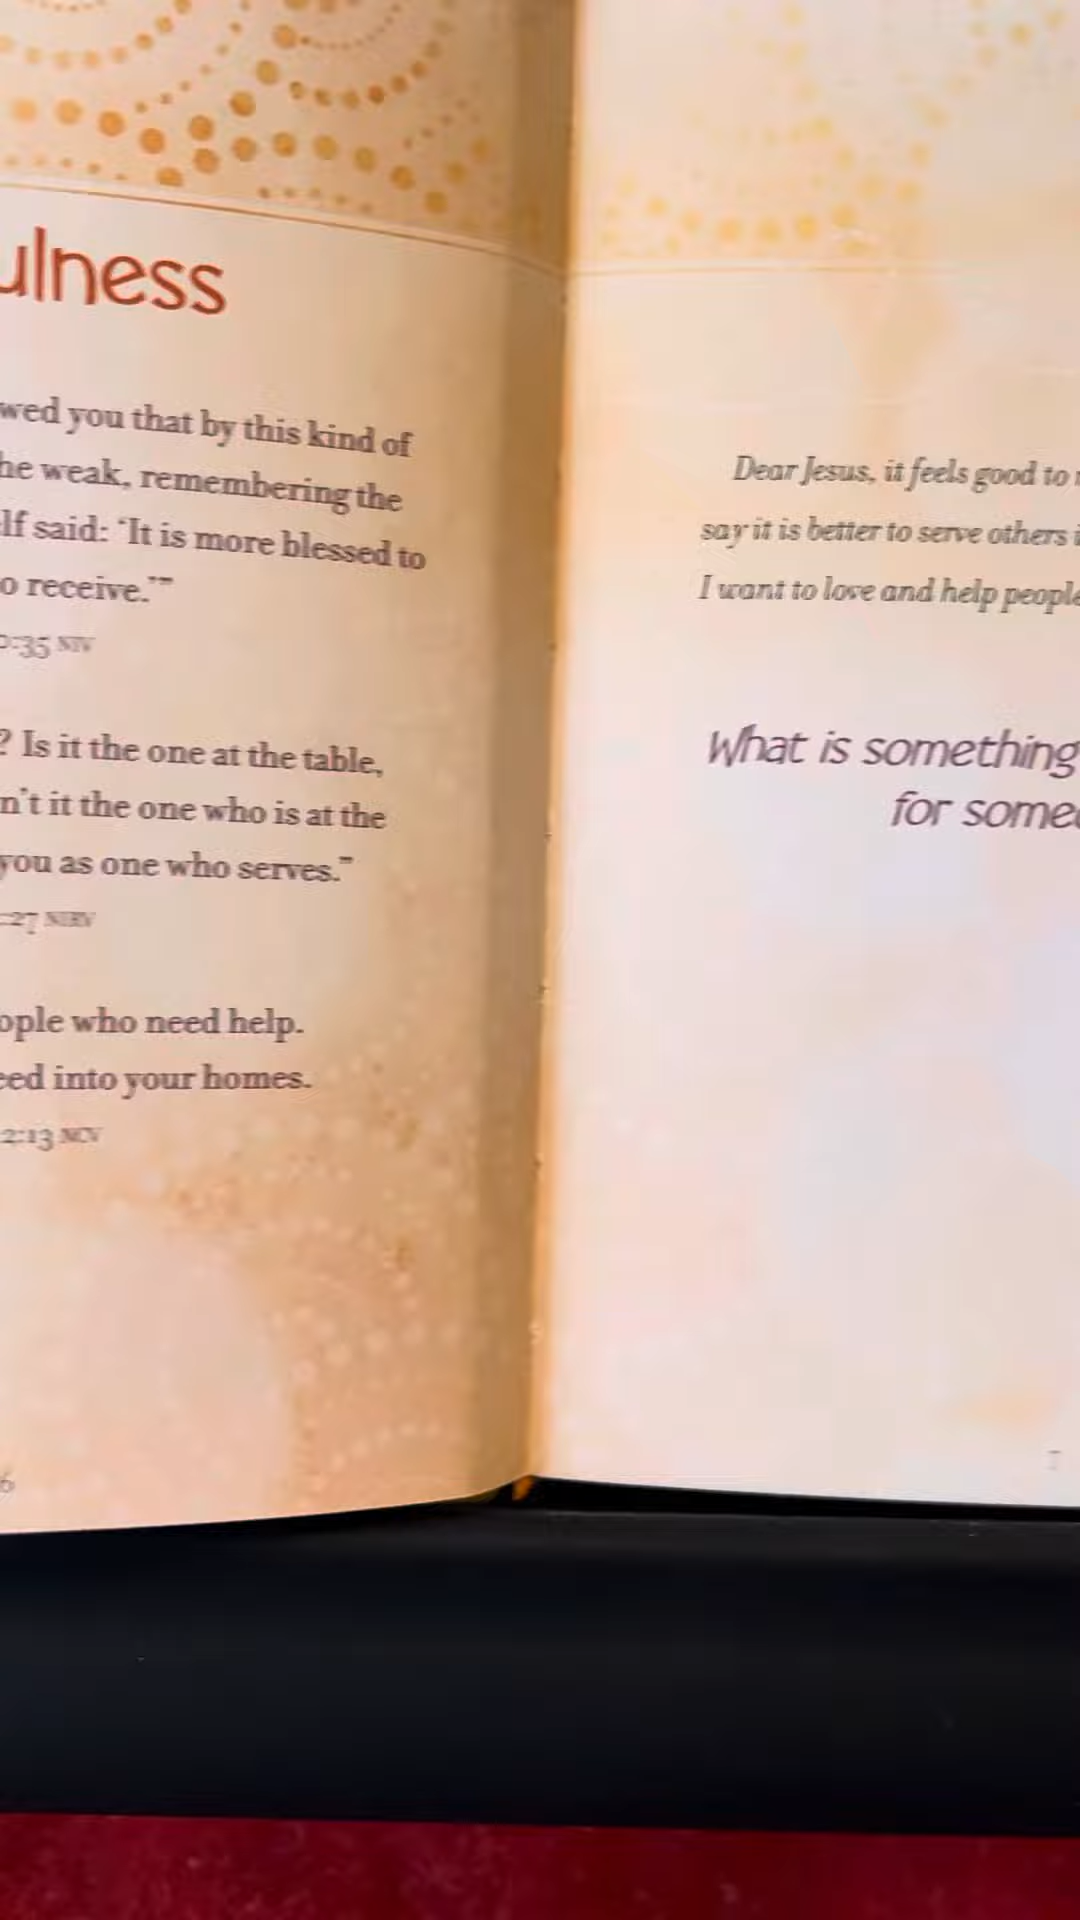 ulness
wed you that by this kind of
he weak, remembering the
lf said: ‘It is more blessed to
o receive.’”
0:35 NIV
? Is it the one at the table,
n’t it the one who is at the
you as one who serves.”
:27 NIRV
ople who need help.
eed into your homes.
2:13 NCV
6
Dear Jesus, it feels good to
say it is better to serve others i
I want to love and help people
What is something
for some